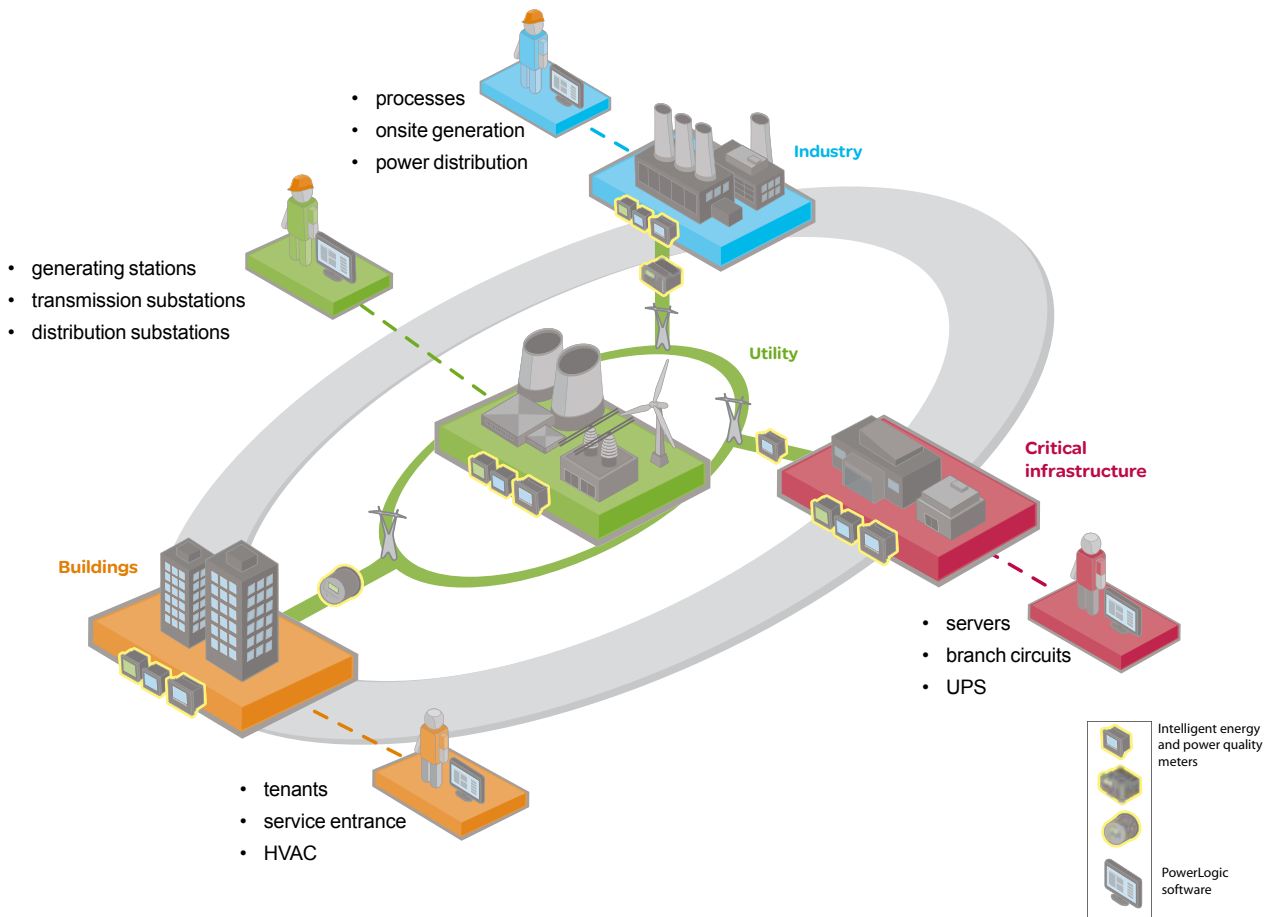 • processes
• onsite generation
• power distribution
Industry
• generating stations
• transmission substations
• distribution substations
Utility
Critical
infrastructure
Buildings
• servers
• branch circuits
• UPS
• tenants
• service entrance
• HVAC
Intelligent energy
and power quality
meters
PowerLogic
software